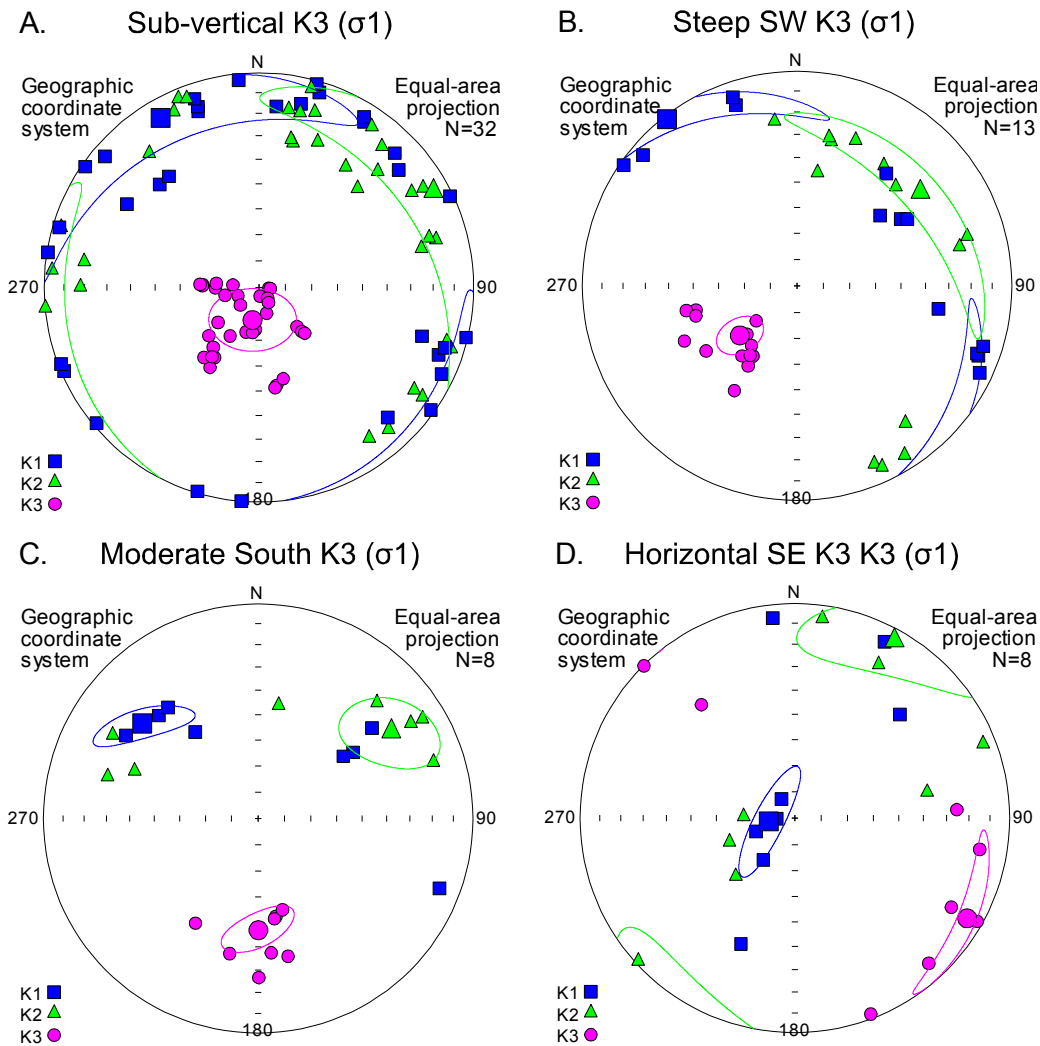 A. Sub-vertical K3 (σ1)
Geographic
coordinate
system
N
Equal-area
projection
N=32
270
90
180
K1
K2
K3
B. Steep SW K3 (σ1)
Geographic
coordinate
system
N
Equal-area
projection
N=13
270
90
180
K1
K2
K3
C. Moderate South K3 (σ1)
Geographic
coordinate
system
N
Equal-area
projection
N=8
270
90
180
K1
K2
K3
D. Horizontal SE K3 K3 (σ1)
Geographic
coordinate
system
N
Equal-area
projection
N=8
270
90
180
K1
K2
K3